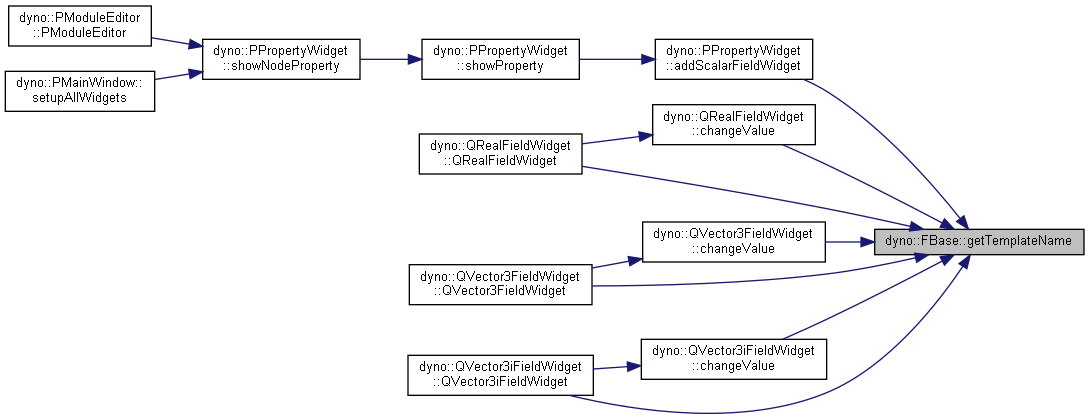 dyno::PModuleEditor
::PModuleEditor
dyno::PMainWindow::
setupAllWidgets
dyno::PPropertyWidget
::showNodeProperty
dyno::PPropertyWidget
::showProperty
dyno::PPropertyWidget
::addScalarFieldWidget
dyno::QRealFieldWidget
::changeValue
dyno::QRealFieldWidget
::QRealFieldWidget
dyno::QVector3FieldWidget
::changeValue
dyno::FBase::getTemplateName
dyno::QVector3FieldWidget
::QVector3FieldWidget
dyno::QVector3iFieldWidget
::changeValue
dyno::QVector3iFieldWidget
::QVector3iFieldWidget